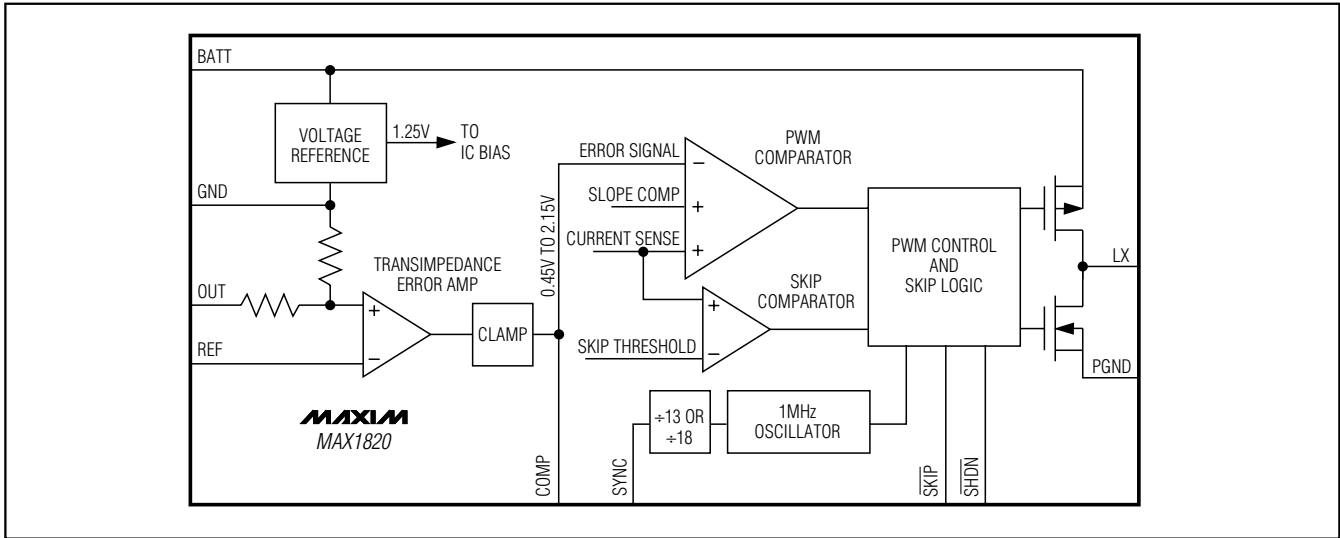 BATT
VOLTAGE
REFERENCE
1.25V
TO
IC BIAS
GND
OUT
REF
TRANSIMPEDANCE
ERROR AMP
+
−
CLAMP
0.45V TO 2.15V
ERROR SIGNAL
SLOPE COMP
CURRENT SENSE
−
+
+
PWM
COMPARATOR
SKIP
COMPARATOR
+
−
SKIP THRESHOLD
PWM CONTROL
AND
SKIP LOGIC
LX
PGND
÷13 OR
÷18
1MHz
OSCILLATOR
MAXIM
MAX1820
COMP
SYNC
S̅K̅I̅P̅
S̅H̅D̅N̅